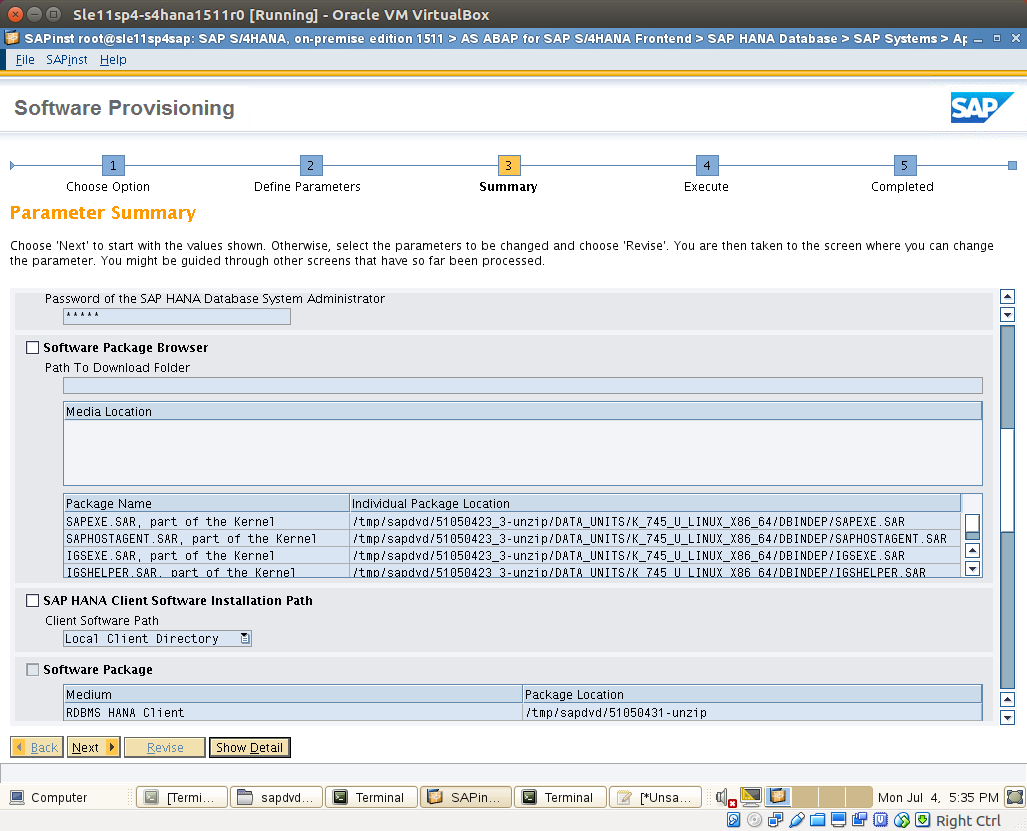 Sle11sp4-s4hana1511r0 [Running] - Oracle VM VirtualBox
SAPinst root@sle11sp4sap: SAP S/4HANA, on-premise edition 1511 > AS ABAP for SAP S/4HANA Frontend > SAP HANA Database > SAP Systems > Ap
File SAPinst Help
Software Provisioning
SAP
1 2 3 4 5
Choose Option Define Parameters Summary Execute Completed
Parameter Summary
Choose 'Next' to start with the values shown. Otherwise, select the parameters to be changed and choose 'Revise'. You are then taken to the screen where you can change
the parameter. You might be guided through other screens that have so far been processed.
Password of the SAP HANA Database System Administrator
*****
Software Package Browser
Path To Download Folder
Media Location
Package Name Individual Package Location
SAPEXE.SAR, part of the Kernel /tmp/sapdvd/51050423_3-unzip/DATA_UNITS/K_745_U_LINUX_X86_64/DBINDEP/SAPEXE.SAR
SAPHOSTAGENT.SAR, part of the Kernel /tmp/sapdvd/51050423_3-unzip/DATA_UNITS/K_745_U_LINUX_X86_64/DBINDEP/SAPHOSTAGENT.SAR
IGSEXE.SAR, part of the Kernel /tmp/sapdvd/51050423_3-unzip/DATA_UNITS/K_745_U_LINUX_X86_64/DBINDEP/IGSEXE.SAR
IGSHELPER.SAR, part of the Kernel /tmp/sapdvd/51050423_3-unzip/DATA_UNITS/K_745_U_LINUX_X86_64/DBINDEP/IGSHELPER.SAR
SAP HANA Client Software Installation Path
Client Software Path
Local Client Directory
Software Package
Medium Package Location
RDBMS HANA Client /tmp/sapdvd/51050431-unzip
Back Next Revise Show Detail
Computer [Termi... sapdvd... Terminal SAPin... Terminal [*Unsa... Mon Jul 4, 5:35 PM
Right Ctrl